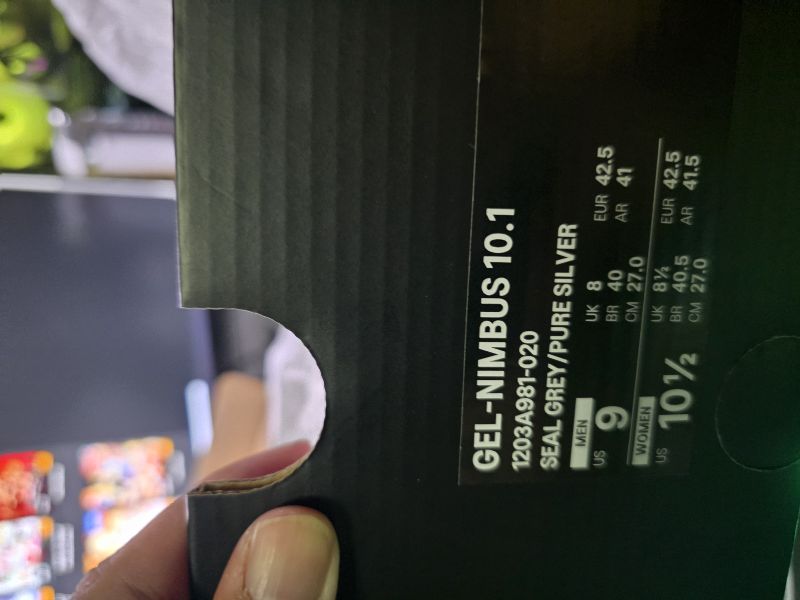 GEL-NIMBUS 10.1
1203A981-020
SEAL GREY/PURE SILVER
MEN
US 9 UK 8 EUR 42.5
BR 40 AR 41
CM 27.0
WOMEN
US 10 ½ UK 8½ EUR 42.5
BR 40.5 AR 41.5
CM 27.0